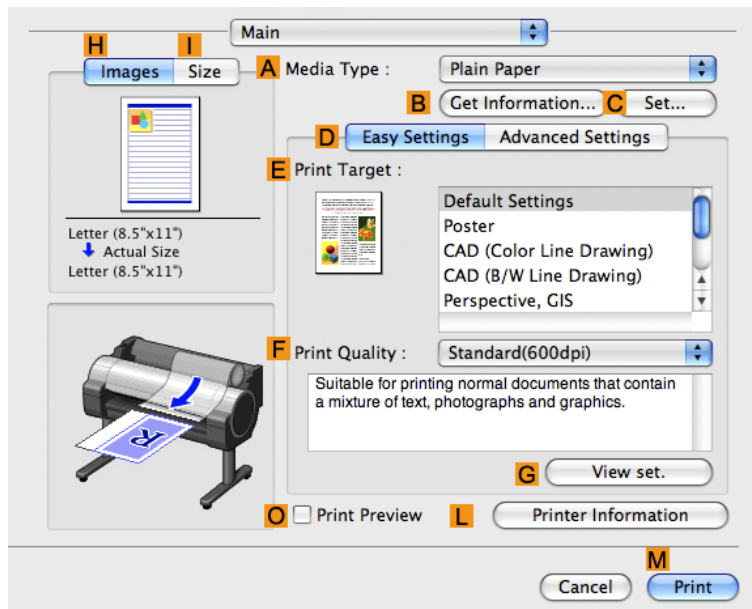 Main
H
I
Images Size
A Media Type : Plain Paper
B Get Information... C Set...
D Easy Settings Advanced Settings
E Print Target :
Default Settings
Poster
CAD (Color Line Drawing)
CAD (B/W Line Drawing)
Perspective, GIS
Letter (8.5"x11")
Actual Size
Letter (8.5"x11")
R
F Print Quality : Standard(600dpi)
Suitable for printing normal documents that contain
a mixture of text, photographs and graphics.
G View set.
O Print Preview L Printer Information
M
Cancel Print